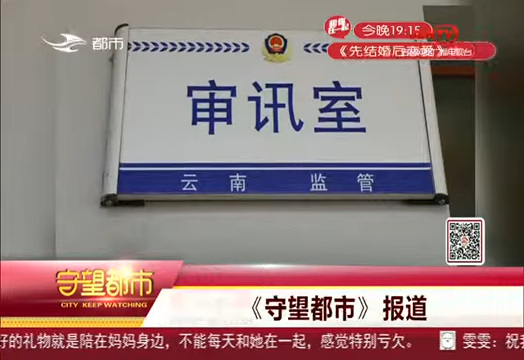 都市
今晚19:15
《先结婚后恋爱》
审讯室
云南 监管
守望都市
CITY KEEP WATCHING
《守望都市》报道
好的礼物就是陪在妈妈身边，不能每天和她在一起，感觉特别亏欠。 雯雯：祝